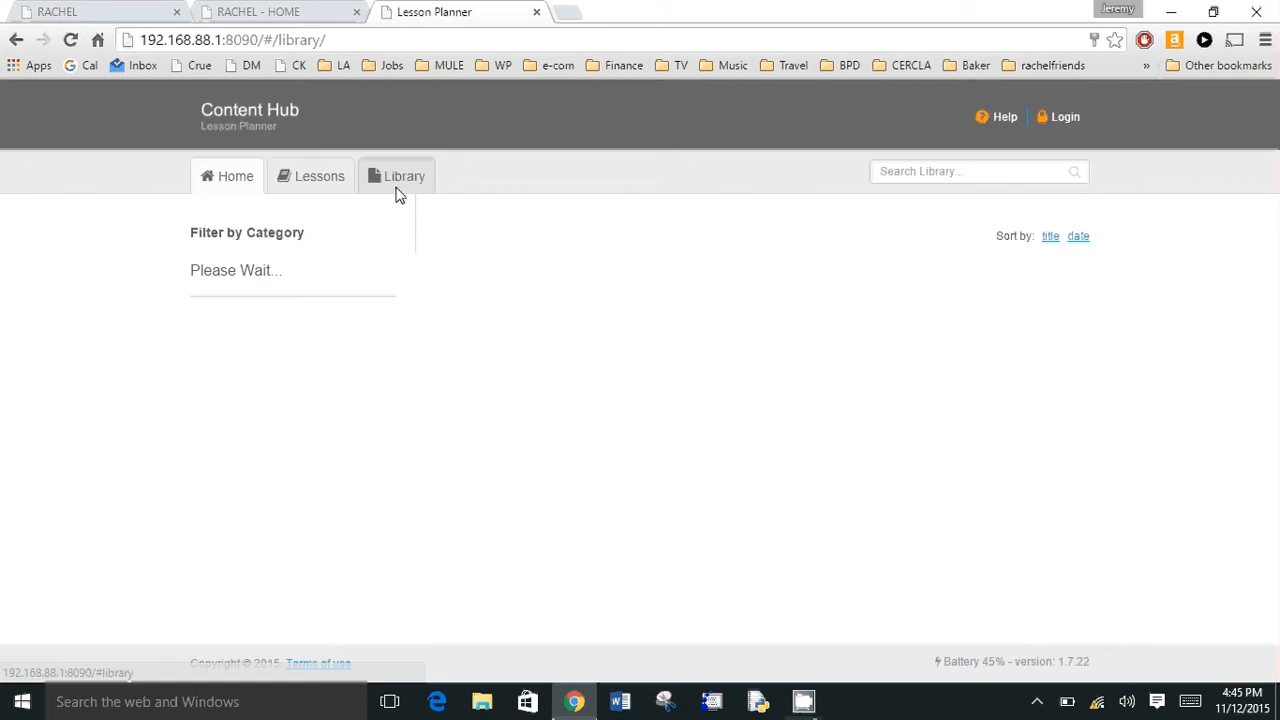 RACHEL
RACHEL - HOME
Lesson Planner
Jeremy
192.168.88.1:8090/#/library/
Apps
Cal
Inbox
Crue
DM
CK
LA
Jobs
MULE
WP
e-com
Finance
TV
Music
Travel
BPD
CERCLA
Baker
rachelfriends
»
Other bookmarks
Content Hub
Lesson Planner
Help
Login
Home
Lessons
Library
Search Library...
Filter by Category
Sort by: title date
Please Wait...
Copyright © 2015. Terms of use
Battery 45% - version: 1.7.22
192.168.88.1:8090/#library
Search the web and Windows
4:45 PM
11/12/2015